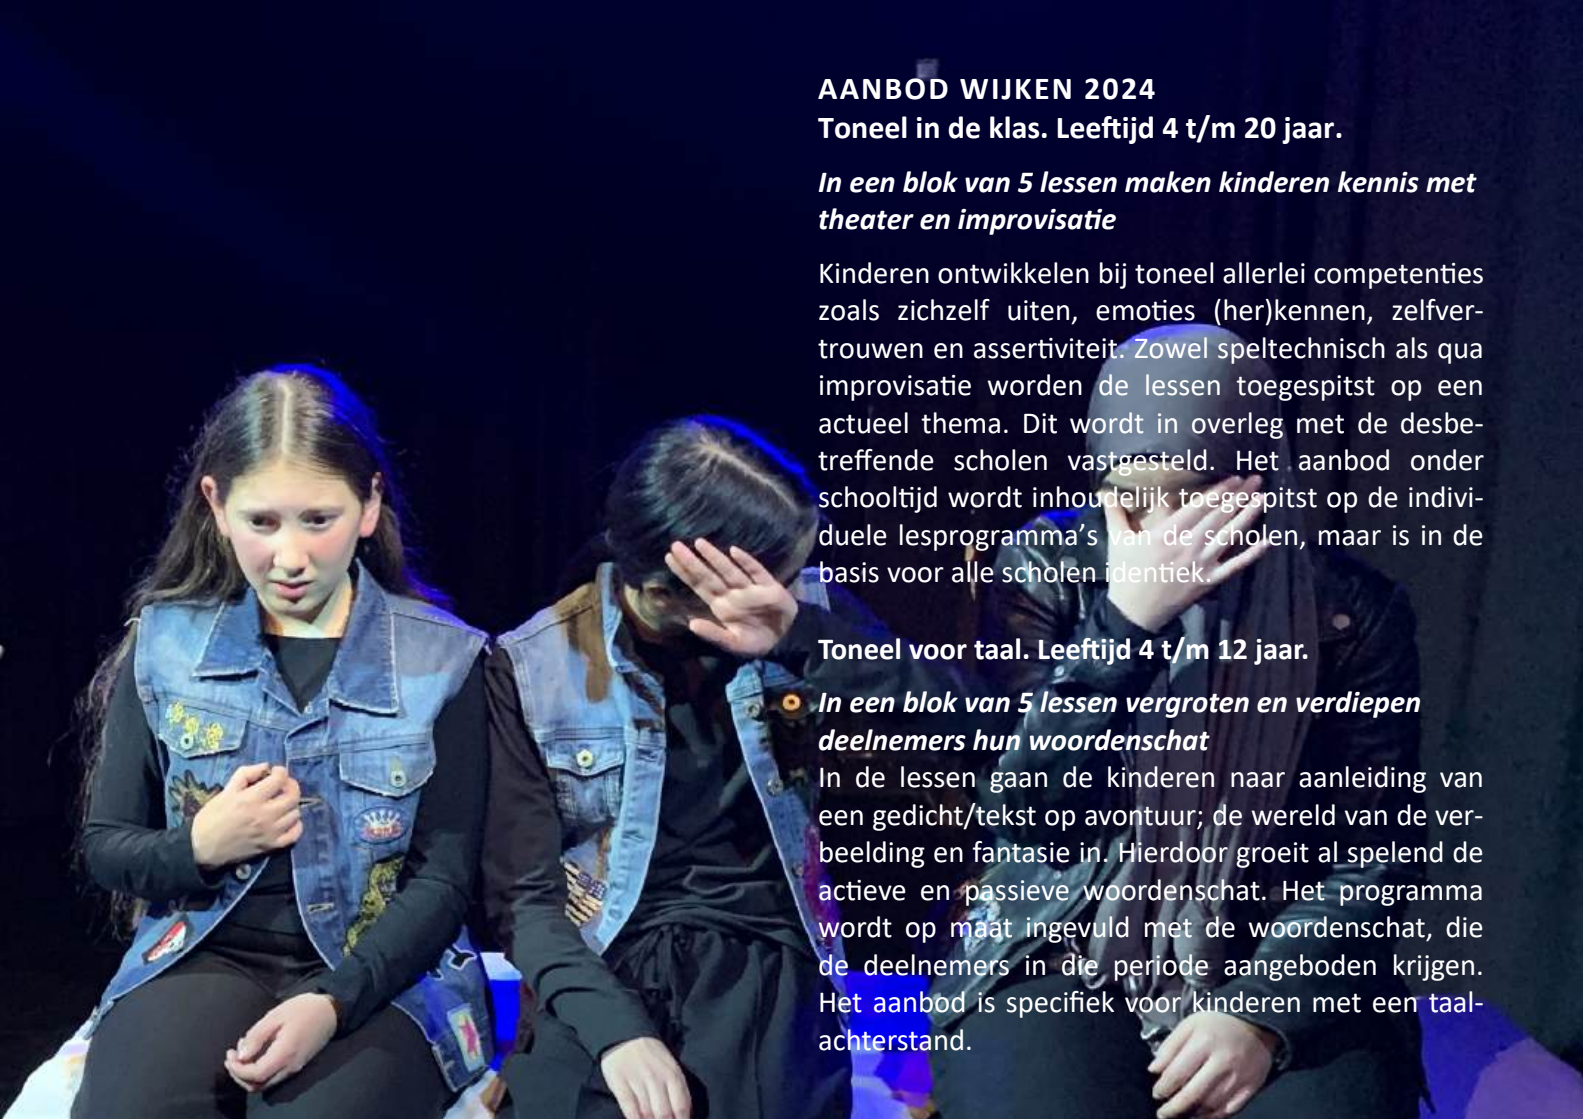 AANBOD WIJKEN 2024
Toneel in de klas. Leeftijd 4 t/m 20 jaar.
In een blok van 5 lessen maken kinderen kennis met
theater en improvisatie
Kinderen ontwikkelen bij toneel allerlei competenties
zoals zichzelf uiten, emoties (her)kennen, zelfver-
trouwen en assertiviteit. Zowel speltechnisch als qua
improvisatie worden de lessen toegespitst op een
actueel thema. Dit wordt in overleg met de desbe-
treffende scholen vastgesteld. Het aanbod onder
schooltijd wordt inhoudelijk toegespitst op de indivi-
duele lesprogramma’s van de scholen, maar is in de
basis voor alle scholen identiek.
Toneel voor taal. Leeftijd 4 t/m 12 jaar.
In een blok van 5 lessen vergroten en verdiepen
deelnemers hun woordenschat
In de lessen gaan de kinderen naar aanleiding van
een gedicht/tekst op avontuur; de wereld van de ver-
beelding en fantasie in. Hierdoor groeit al spelend de
actieve en passieve woordenschat. Het programma
wordt op maat ingevuld met de woordenschat, die
de deelnemers in die periode aangeboden krijgen.
Het aanbod is specifiek voor kinderen met een taal-
achterstand.